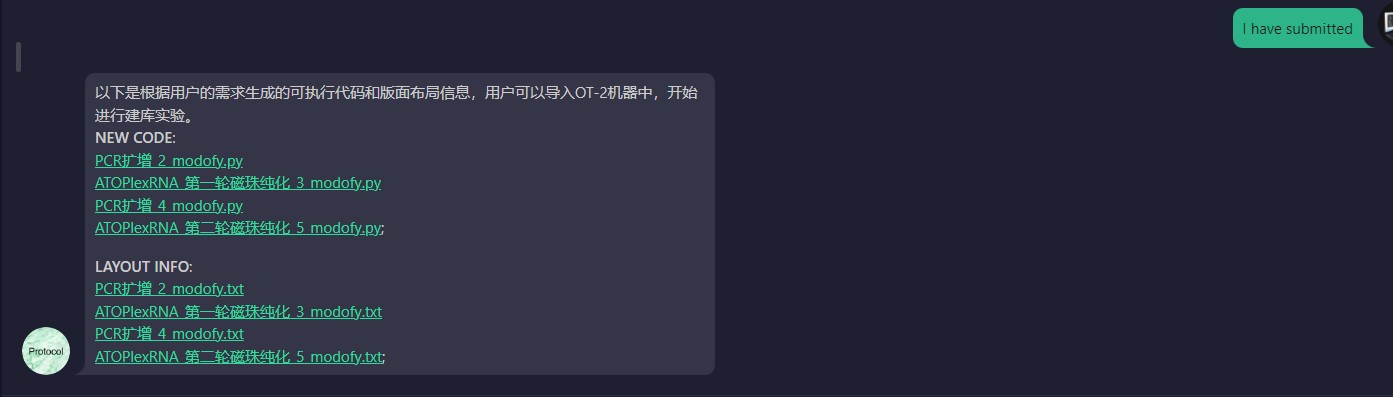 I have submitted
以下是根据用户的需求生成的可执行代码和版面布局信息，用户可以导入OT-2机器中，开始
进行建库实验。
NEW CODE:
PCR扩增_2_modofy.py
ATOPlexRNA_第一轮磁珠纯化_3_modofy.py
PCR扩增_4_modofy.py
ATOPlexRNA_第二轮磁珠纯化_5_modofy.py;
LAYOUT INFO:
PCR扩增_2_modofy.txt
ATOPlexRNA_第一轮磁珠纯化_3_modofy.txt
PCR扩增_4_modofy.txt
ATOPlexRNA_第二轮磁珠纯化_5_modofy.txt;
Protocol